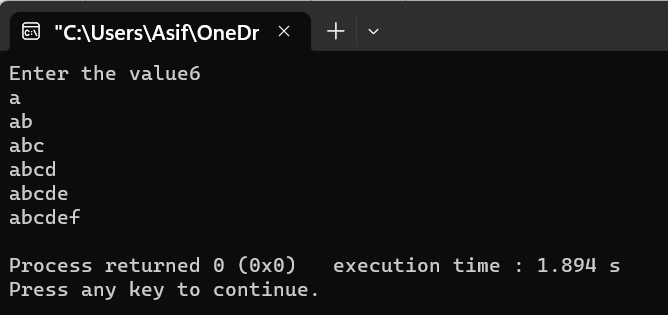 "C:\Users\Asif\OneDr
Enter the value6
a
ab
abc
abcd
abcde
abcdef
Process returned 0 (0x0)   execution time : 1.894 s
Press any key to continue.